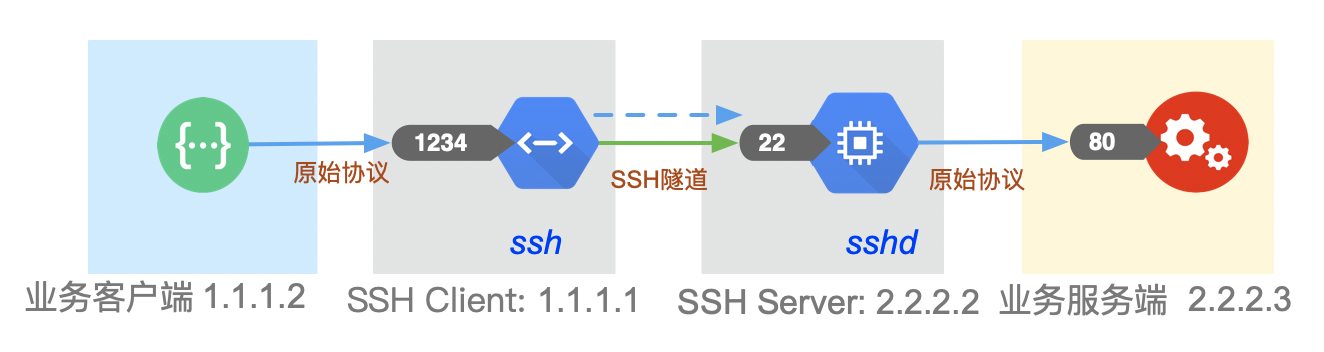 {...}
1234
<->
22
80
原始协议
SSH隧道
原始协议
ssh
sshd
业务客户端 1.1.1.2
SSH Client: 1.1.1.1
SSH Server: 2.2.2.2
业务服务端 2.2.2.3